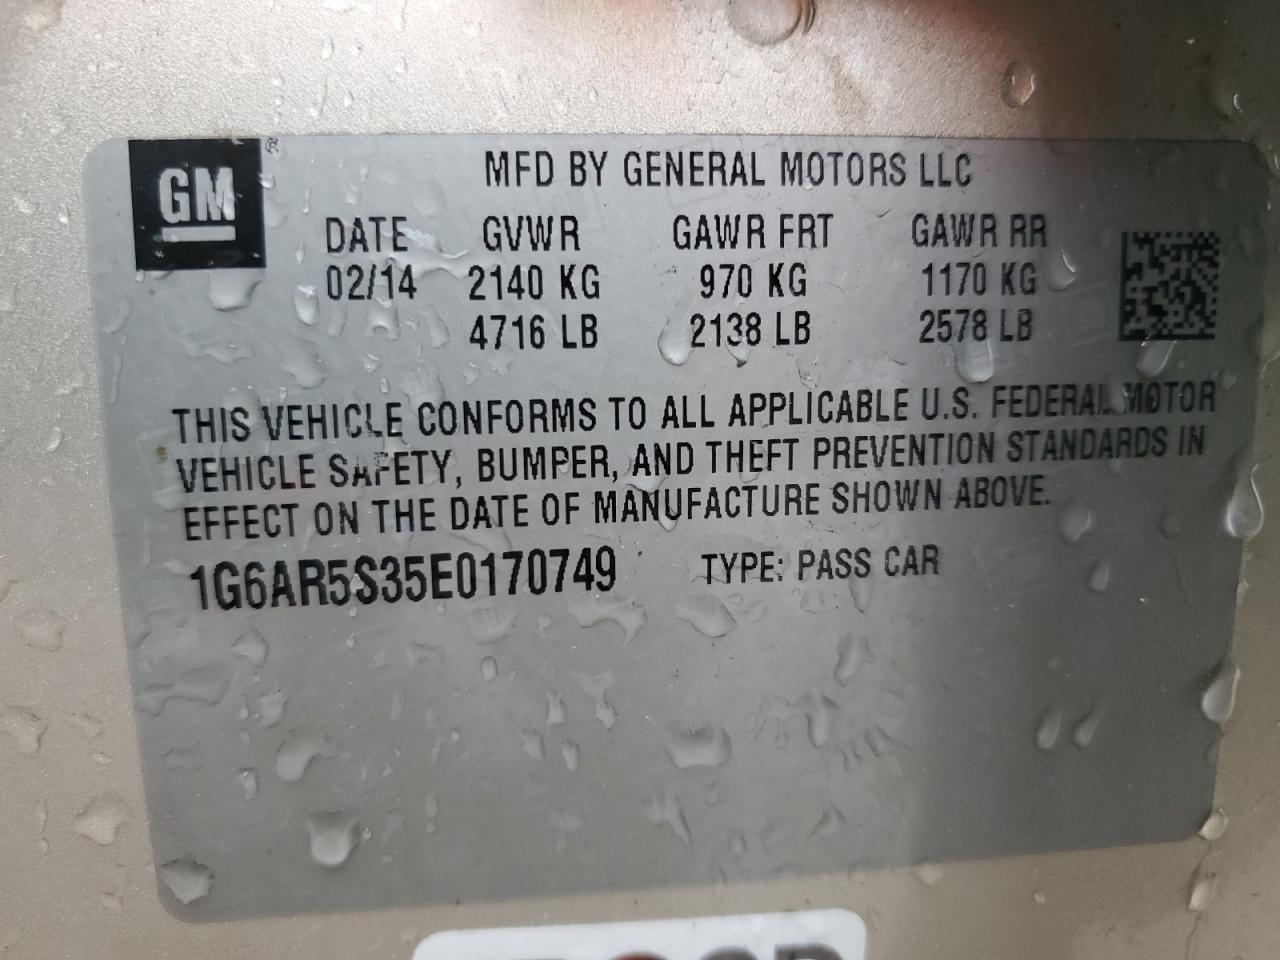 GM ®
MFD BY GENERAL MOTORS LLC
DATE GVWR GAWR FRT GAWR RR
02/14 2140 KG 970 KG 1170 KG
4716 LB 2138 LB 2578 LB
THIS VEHICLE CONFORMS TO ALL APPLICABLE U.S. FEDERAL MOTOR
VEHICLE SAFETY, BUMPER, AND THEFT PREVENTION STANDARDS IN
EFFECT ON THE DATE OF MANUFACTURE SHOWN ABOVE.
1G6AR5S35E0170749 TYPE: PASS CAR